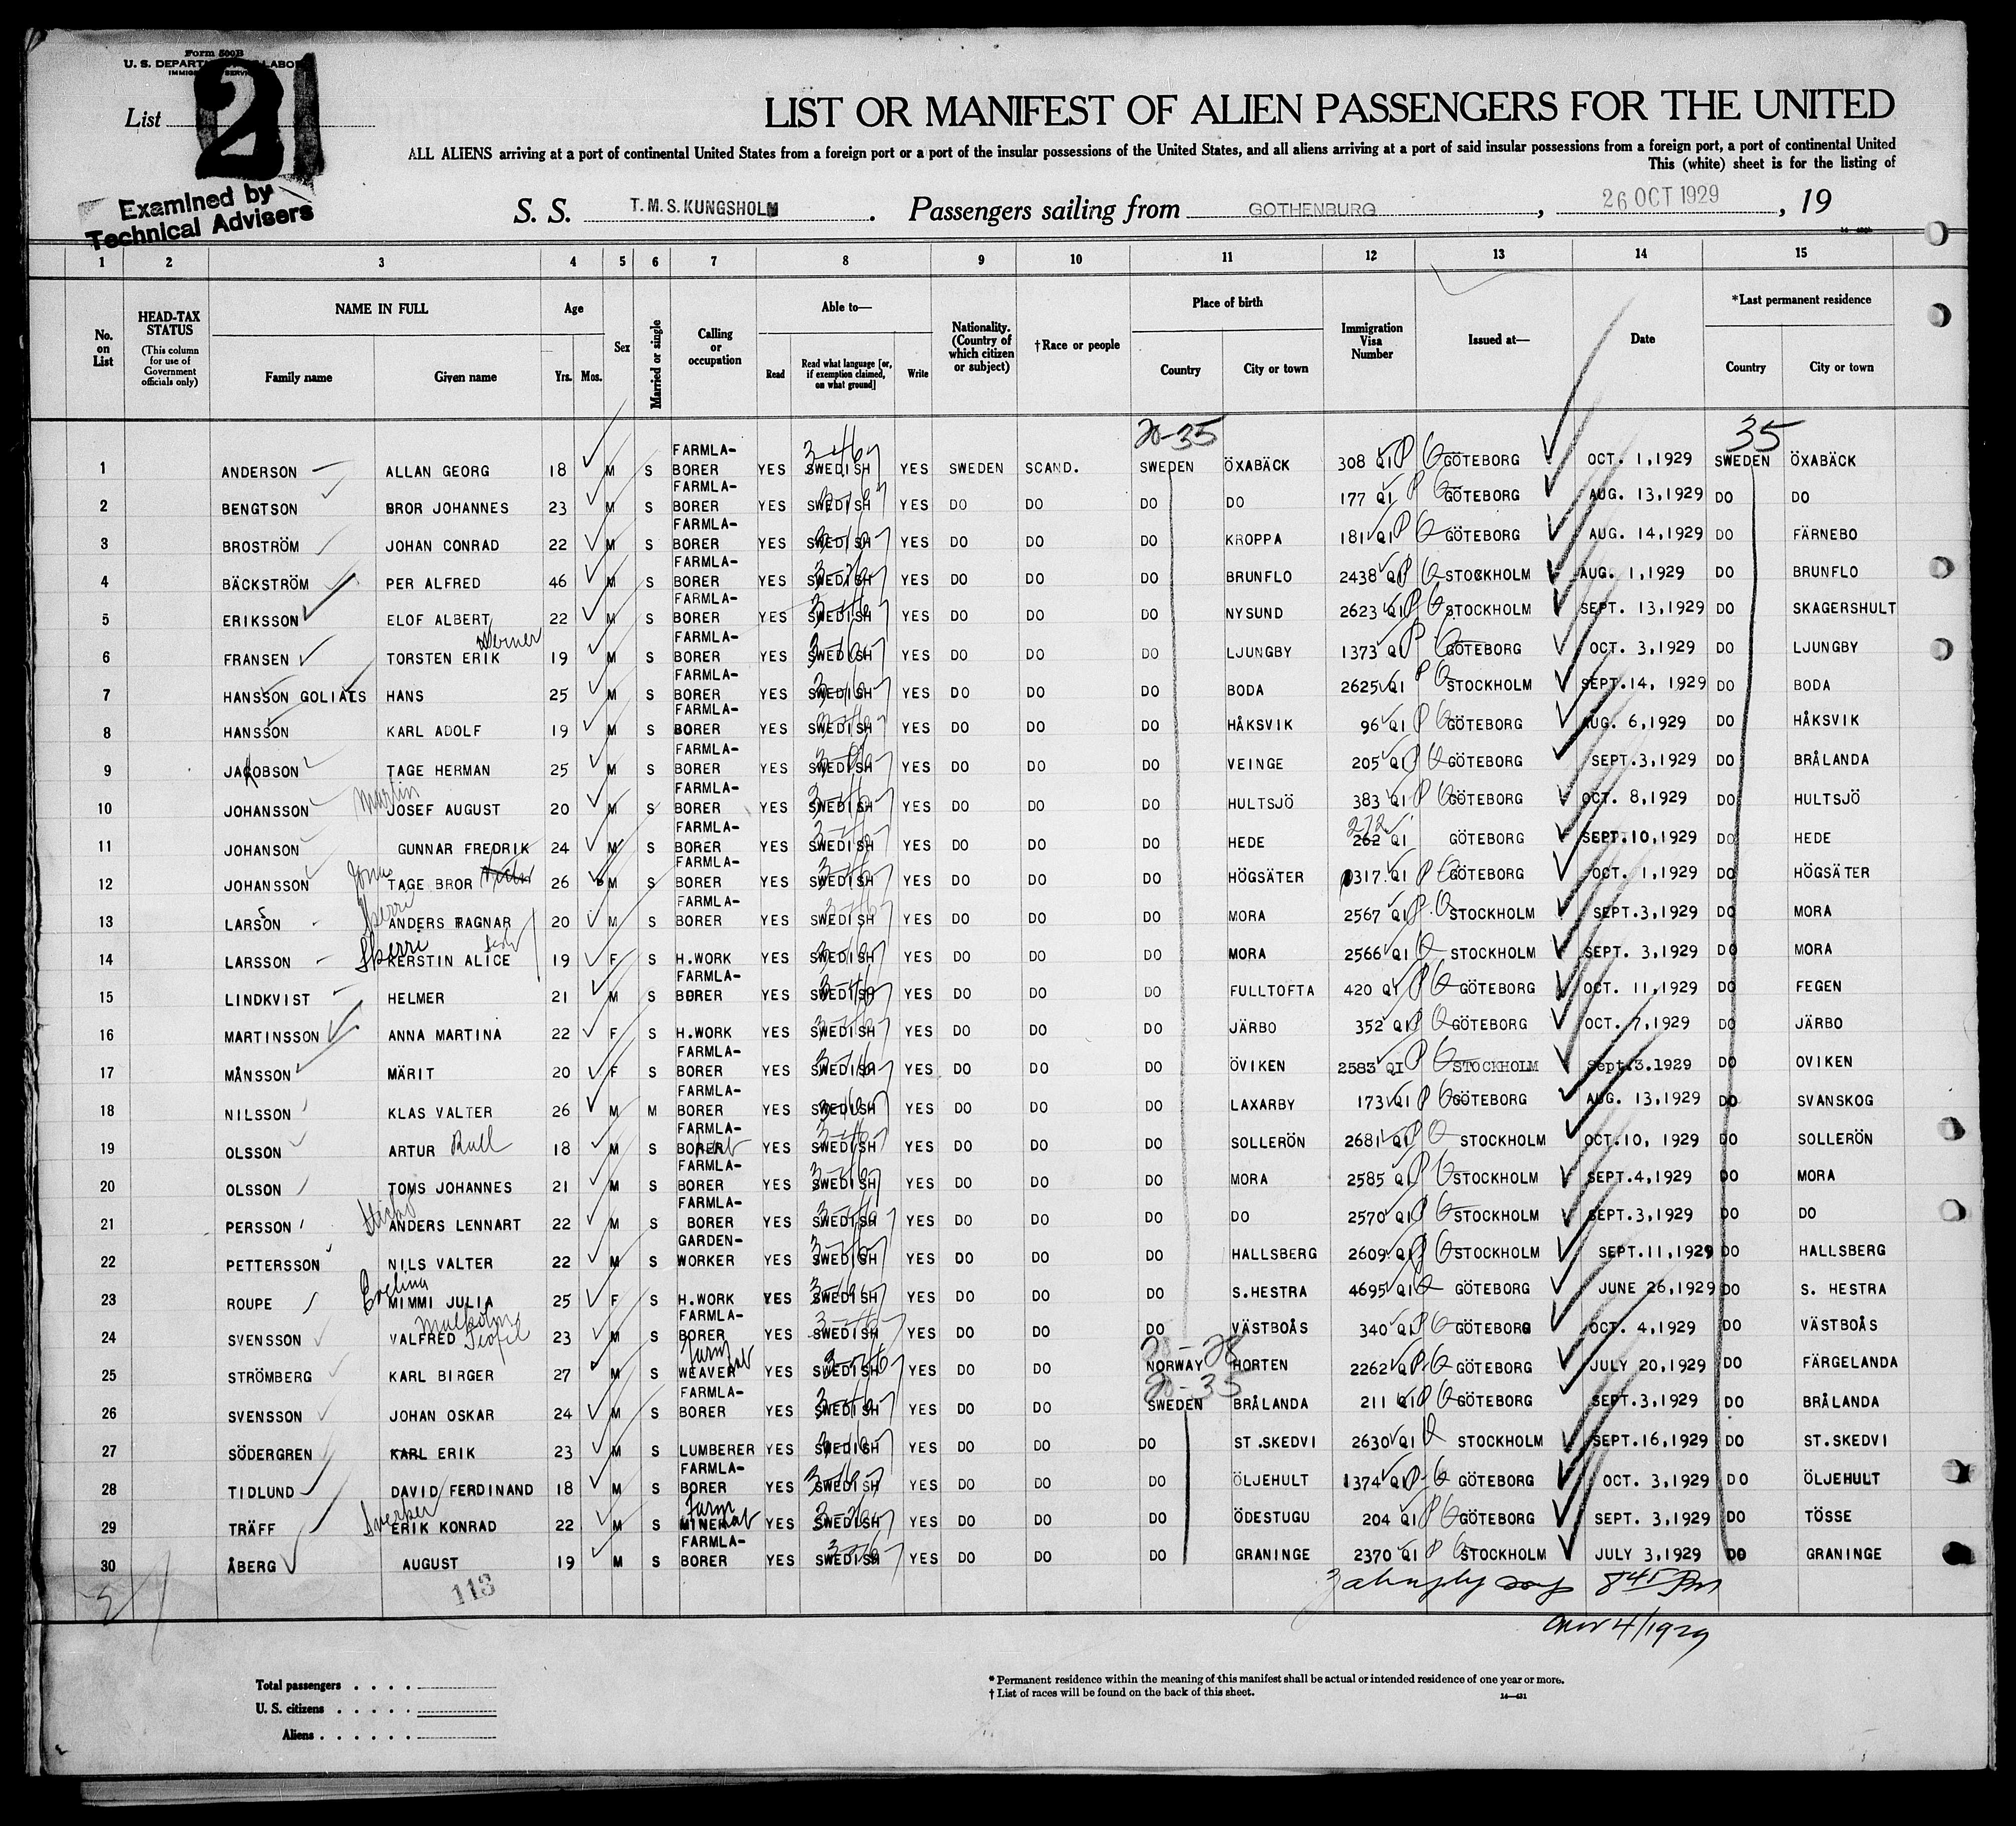 Form 500B
U. S. DEPARTMENT OF LABOR
IMMIGRATION SERVICE
List 2
Examined by
Technical Advisers
LIST OR MANIFEST OF ALIEN PASSENGERS FOR THE UNITED
ALL ALIENS arriving at a port of continental United States from a foreign port or a port of the insular possessions of the United States, and all aliens arriving at a port of said insular possessions from a foreign port, a port of continental United
This (white) sheet is for the listing of
S. S. T.M.S. KUNGSHOLM . Passengers sailing from GOTHENBURG , 26 OCT 1929 , 19
1 2 3 4 5 6 7 8 9 10 11 12 13 14 15
No. on List
HEAD-TAX STATUS (This column for use of Government officials only)
NAME IN FULL Family name Given name
Age Yrs. Mos.
Sex
Married or single
Calling or occupation
Able to— Read Read what language [or, if exemption claimed, on what ground] Write
Nationality. (Country of which citizen or subject)
†Race or people
Place of birth Country City or town
Immigration Visa Number
Issued at—
Date
*Last permanent residence Country City or town
20-35 35
1 ANDERSON ALLAN GEORG 18 M S FARMLA-BORER YES SWEDISH YES SWEDEN SCAND. SWEDEN ÖXABÄCK 308 QI GÖTEBORG OCT. 1,1929 SWEDEN ÖXABÄCK
2 BENGTSON BROR JOHANNES 23 M S FARMLA-BORER YES SWEDISH YES DO DO DO DO 177 QI GÖTEBORG AUG. 13,1929 DO DO
3 BROSTRÖM JOHAN CONRAD 22 M S FARMLA-BORER YES SWEDISH YES DO DO DO KROPPA 181 QI GÖTEBORG AUG. 14,1929 DO FÄRNEBO
4 BÄCKSTRÖM PER ALFRED 46 M S FARMLA-BORER YES SWEDISH YES DO DO DO BRUNFLO 2438 QI STOCKHOLM AUG. 1,1929 DO BRUNFLO
5 ERIKSSON ELOF ALBERT 22 M S FARMLA-BORER YES SWEDISH YES DO DO DO NYSUND 2623 QI STOCKHOLM SEPT. 13,1929 DO SKAGERSHULT
6 FRANSEN TORSTEN ERIK Werner 19 M S FARMLA-BORER YES SWEDISH YES DO DO DO LJUNGBY 1373 QI GÖTEBORG OCT. 3,1929 DO LJUNGBY
7 HANSSON GOLIATS HANS 25 M S FARMLA-BORER YES SWEDISH YES DO DO DO BODA 2625 QI STOCKHOLM SEPT.14, 1929 DO BODA
8 HANSSON KARL ADOLF 19 M S FARMLA-BORER YES SWEDISH YES DO DO DO HÅKSVIK 96 QI GÖTEBORG AUG. 6,1929 DO HÅKSVIK
9 JACOBSON TAGE HERMAN 25 M S FARMLA-BORER YES SWEDISH YES DO DO DO VEINGE 205 QI GÖTEBORG SEPT.3,1929 DO BRÅLANDA
10 JOHANSSON Martin JOSEF AUGUST 20 M S FARMLA-BORER YES SWEDISH YES DO DO DO HULTSJÖ 383 QI GÖTEBORG OCT. 8,1929 DO HULTSJÖ
11 JOHANSON GUNNAR FREDRIK 24 M S FARMLA-BORER YES SWEDISH YES DO DO DO HEDE 272 262 QI GÖTEBORG SEPT.10,1929 DO HEDE
12 JOHANSSON Jonas TAGE BROR 26 M S FARMLA-BORER YES SWEDISH YES DO DO DO HÖGSÄTER 317 QI GÖTEBORG OCT. 1,1929 DO HÖGSÄTER
13 LARSON Sperri ANDERS RAGNAR 20 M S FARMLA-BORER YES SWEDISH YES DO DO DO MORA 2567 QI STOCKHOLM SEPT.3,1929 DO MORA
14 LARSSON Sperri KERSTIN ALICE 19 F S H.WORK YES SWEDISH YES DO DO DO MORA 2566 QI STOCKHOLM SEPT. 3,1929 DO MORA
15 LINDKVIST HELMER 21 M S FARMLA-BORER YES SWEDISH YES DO DO DO FULLTOFTA 420 QI GÖTEBORG OCT. 11,1929 DO FEGEN
16 MARTINSSON ANNA MARTINA 22 F S H.WORK YES SWEDISH YES DO DO DO JÄRBO 352 QI GÖTEBORG OCT. 7,1929 DO JÄRBO
17 MÅNSSON MÄRIT 20 F S FARMLA-BORER YES SWEDISH YES DO DO DO ÖVIKEN 2583 QI STOCKHOLM Sept.3.1929 DO OVIKEN
18 NILSSON KLAS VALTER 26 M M FARMLA-BORER YES SWEDISH YES DO DO DO LAXARBY 173 QI GÖTEBORG AUG. 13,1929 DO SVANSKOG
19 OLSSON ARTUR Rull 18 M S FARMLA-BORER YES SWEDISH YES DO DO DO SOLLERÖN 2681 QI STOCKHOLM OCT.10, 1929 DO SOLLERÖN
20 OLSSON TOMS JOHANNES 21 M S FARMLA-BORER YES SWEDISH YES DO DO DO MORA 2585 QI STOCKHOLM SEPT.4,1929 DO MORA
21 PERSSON ANDERS LENNART 22 M S FARMLA-BORER YES SWEDISH YES DO DO DO DO 2570 QI STOCKHOLM SEPT.3,1929 DO DO
22 PETTERSSON NILS VALTER 22 M S GARDEN-WORKER YES SWEDISH YES DO DO DO HALLSBERG 2609 QI STOCKHOLM SEPT.11,1929 DO HALLSBERG
23 ROUPE Evelina MIMMI JULIA 25 F S H.WORK YES SWEDISH YES DO DO DO S.HESTRA 4695 QI GÖTEBORG JUNE 26,1929 DO S. HESTRA
24 SVENSSON VALFRED Teofil 23 M S FARMLA-BORER YES SWEDISH YES DO DO DO VÄSTBOÅS 340 QI GÖTEBORG OCT. 4,1929 DO VÄSTBOÅS
20-28
25 STRÖMBERG KARL BIRGER 27 M S WEAVER farm lab YES SWEDISH YES DO DO NORWAY HORTEN 2262 QI GÖTEBORG JULY 20,1929 DO FÄRGELANDA
20-35
26 SVENSSON JOHAN OSKAR 24 M S FARMLA-BORER YES SWEDISH YES DO DO SWEDEN BRÅLANDA 211 QI GÖTEBORG SEPT.3,1929 DO BRÅLANDA
27 SÖDERGREN KARL ERIK 23 M S LUMBERER YES SWEDISH YES DO DO DO ST.SKEDVI 2630 QI STOCKHOLM SEPT.16,1929 DO ST.SKEDVI
28 TIDLUND DAVID FERDINAND 18 M S FARMLA-BORER YES SWEDISH YES DO DO DO ÖLJEHULT 1374 QI GÖTEBORG OCT. 3,1929 DO ÖLJEHULT
29 TRÄFF Sverker ERIK KONRAD 22 M S MINER farm lab YES SWEDISH YES DO DO DO ÖDESTUGU 204 QI GÖTEBORG SEPT. 3,1929 DO TÖSSE
30 ÅBERG AUGUST 19 M S FARMLA-BORER YES SWEDISH YES DO DO DO GRANINGE 2370 QI STOCKHOLM JULY 3,1929 DO GRANINGE
113
8 45 Pm
Nov 4/1929
Total passengers
U. S. citizens
Aliens
* Permanent residence within the meaning of this manifest shall be actual or intended residence of one year or more.
† List of races will be found on the back of this sheet.
14—431